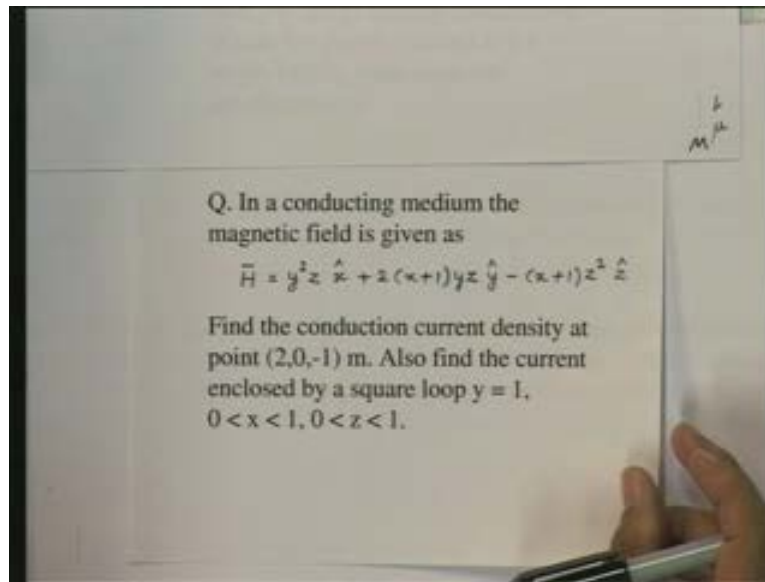 Q. In a conducting medium the
magnetic field is given as
H̄ = y²z x̂ + 2(x+1)yz ŷ - (x+1)z² ẑ
Find the conduction current density at
point (2,0,-1) m. Also find the current
enclosed by a square loop y = 1,
0<x<1, 0<z<1.